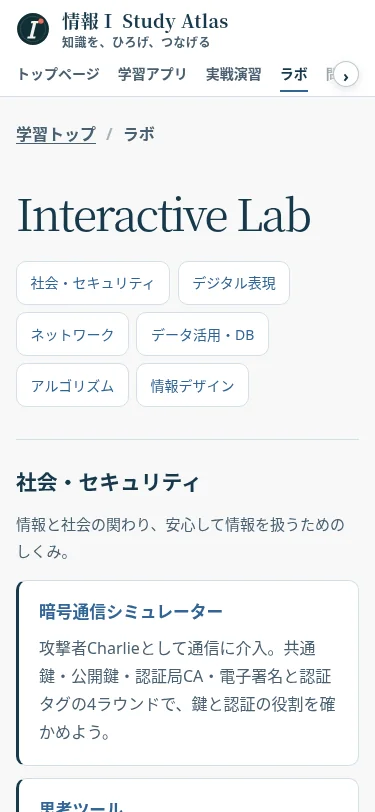 情報 I Study Atlas
知識を、ひろげ、つなげる
トップページ 学習アプリ 実戦演習 ラボ
学習トップ / ラボ
Interactive Lab
社会・セキュリティ デジタル表現
ネットワーク データ活用・DB
アルゴリズム 情報デザイン
社会・セキュリティ
情報と社会の関わり、安心して情報を扱うための
しくみ。
暗号通信シミュレーター
攻撃者Charlieとして通信に介入。共通
鍵・公開鍵・認証局CA・電子署名と認証
タグの4ラウンドで、鍵と認証の役割を確
かめよう。
思考ツール